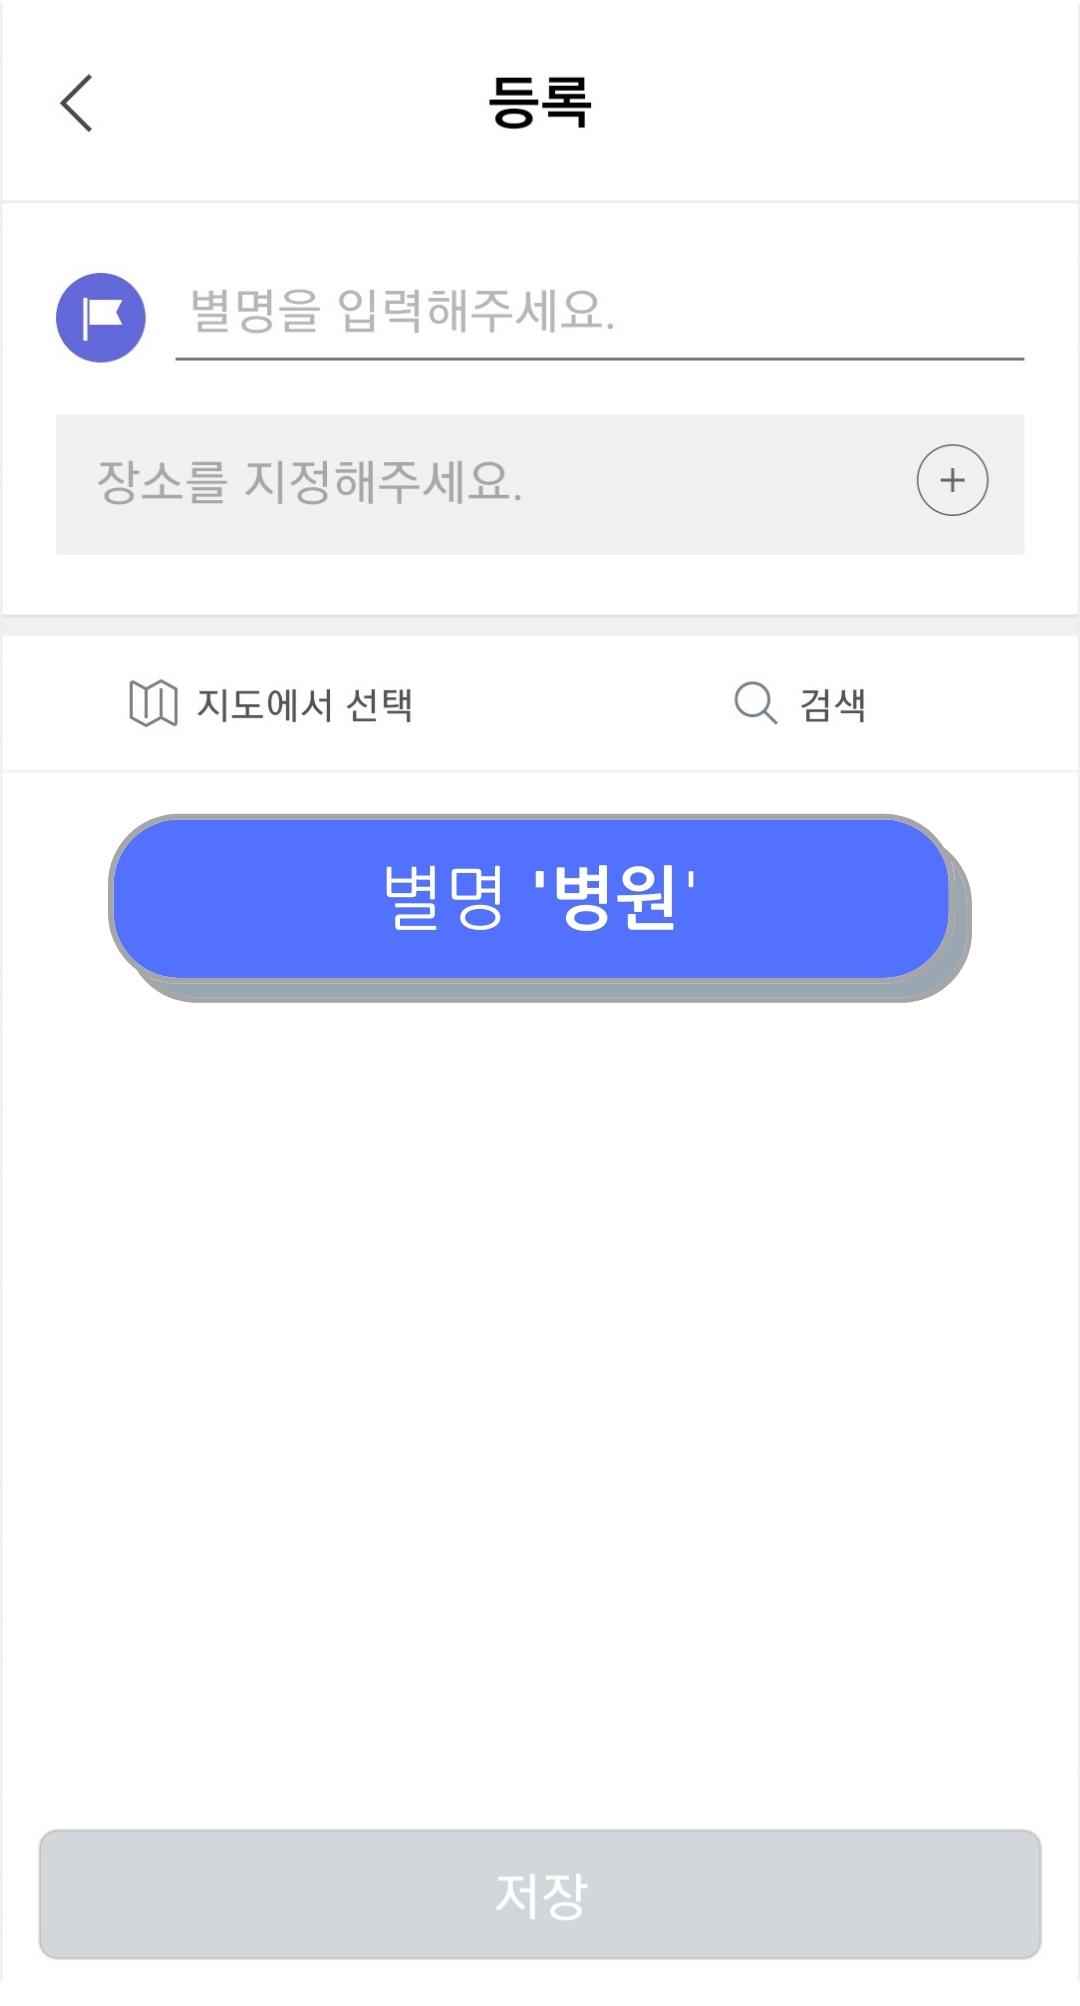 등록
별명을 입력해주세요.
장소를 지정해주세요.
지도에서 선택 검색
별명 '병원'
저장